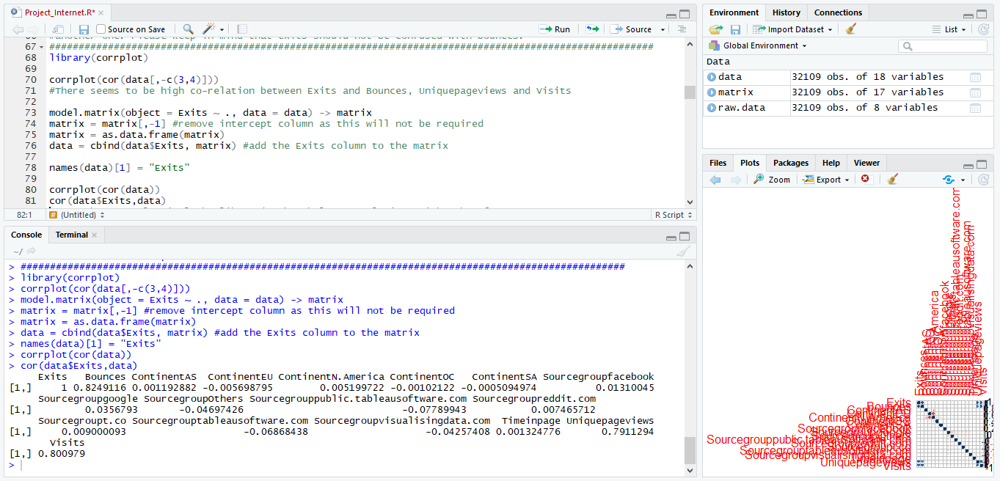 Project_Internet.R*
Source on Save
Run
Source
66 #another one. Please keep in mind that exits should not be confused with bounces.
67 #######################################################################################################
68 library(corrplot)
69
70 corrplot(cor(data[,-c(3,4)]))
71 #There seems to be high co-relation between Exits and Bounces, Uniquepageviews and Visits
72
73 model.matrix(object = Exits ~ ., data = data) -> matrix
74 matrix = matrix[,-1] #remove intercept column as this will not be required
75 matrix = as.data.frame(matrix)
76 data = cbind(data$Exits, matrix) #add the Exits column to the matrix
77
78 names(data)[1] = "Exits"
79
80 corrplot(cor(data))
81 cor(data$Exits,data)
82:1 # (Untitled) R Script
Console Terminal
~/
> #######################################################################################################
> library(corrplot)
> corrplot(cor(data[,-c(3,4)]))
> model.matrix(object = Exits ~ ., data = data) -> matrix
> matrix = matrix[,-1] #remove intercept column as this will not be required
> matrix = as.data.frame(matrix)
> data = cbind(data$Exits, matrix) #add the Exits column to the matrix
> names(data)[1] = "Exits"
> corrplot(cor(data))
> cor(data$Exits,data)
Exits Bounces ContinentAS ContinentEU ContinentN.America ContinentOC ContinentSA Sourcegroupfacebook
[1,] 1 0.8249116 0.001192882 -0.005698795 0.005199722 -0.00102122 -0.0005094974 0.01310045
Sourcegroupgoogle SourcegroupOthers Sourcegrouppublic.tableausoftware.com Sourcegroupreddit.com
[1,] 0.0356793 -0.04697426 -0.07789943 0.007465712
Sourcegroupt.co Sourcegrouptableausoftware.com Sourcegroupvisualisingdata.com Timeinpage Uniquepageviews
[1,] 0.009000093 -0.06868438 -0.04257408 0.001324776 0.7911294
Visits
[1,] 0.800979
>
Environment History Connections
Import Dataset List
Global Environment
Data
data 32109 obs. of 18 variables
matrix 32109 obs. of 17 variables
raw.data 32109 obs. of 8 variables
Files Plots Packages Help Viewer
Zoom Export
Exits
Bounces
Sourcegrouppublic.tableausoftware.com
Sourcegroupreddit.com
Sourcegrouptableausoftware.com
Sourcegroupvisualisingdata.com
Uniquepageviews
Visits